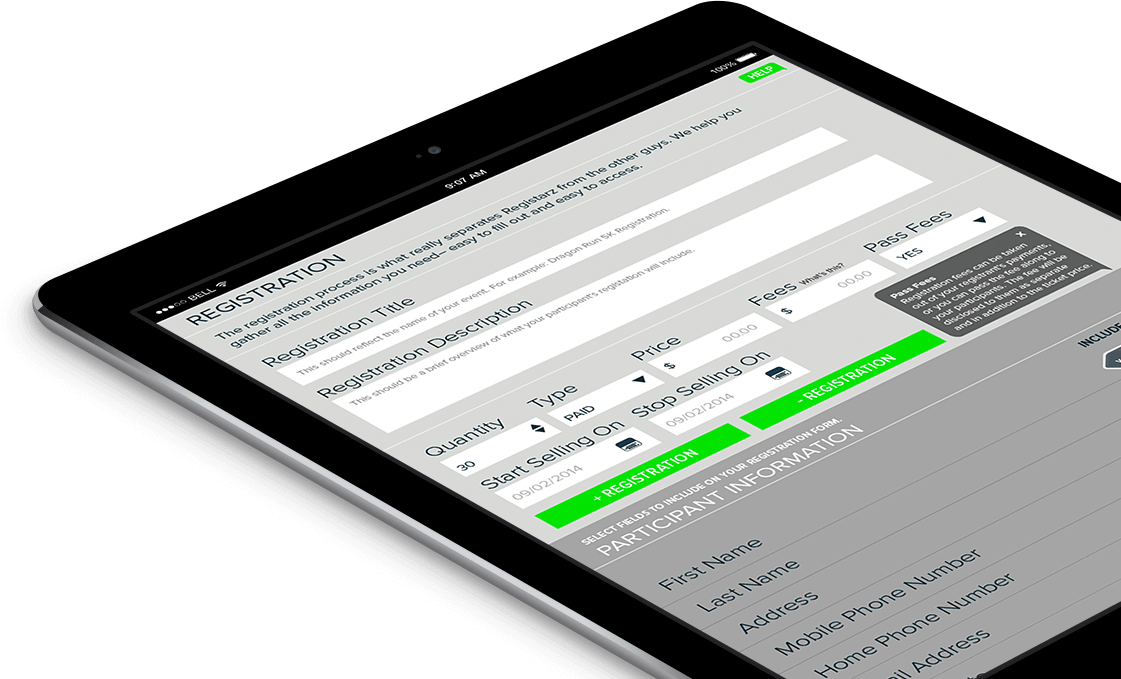 BELL
9:07 AM
100%
HELP
REGISTRATION
The registration process is what really separates Registarz from the other guys. We help you
gather all the information you need– easy to fill out and easy to access.
Registration Title
This should reflect the name of your event. For example: Dragon Run 5K Registration.
Registration Description
This should be a brief overview of what your participant's registration will include.
Quantity
30
Type
PAID
Price
$ 00.00
Fees What's this?
$ 00.00
Pass Fees
YES
Start Selling On
09/02/2014
Stop Selling On
09/02/2014
x
Pass Fees
Registration fees can be taken
out of your registrant's payments,
or you can pass the fee along to
your participants. The fee will be
disclosed to them as separate
and in addition to the ticket price.
+ REGISTRATION
- REGISTRATION
SELECT FIELDS TO INCLUDE ON YOUR REGISTRATION FORM.
PARTICIPANT INFORMATION
INCLUDE
First Name
Last Name
Address
Mobile Phone Number
Home Phone Number
il Address